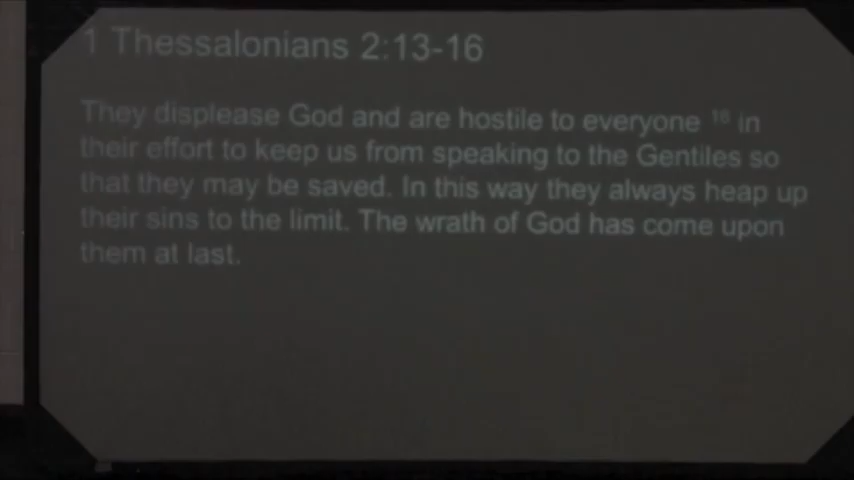 1 Thessalonians 2:13-16
They displease God and are hostile to everyone 16 in
their effort to keep us from speaking to the Gentiles so
that they may be saved. In this way they always heap up
their sins to the limit. The wrath of God has come upon
them at last.